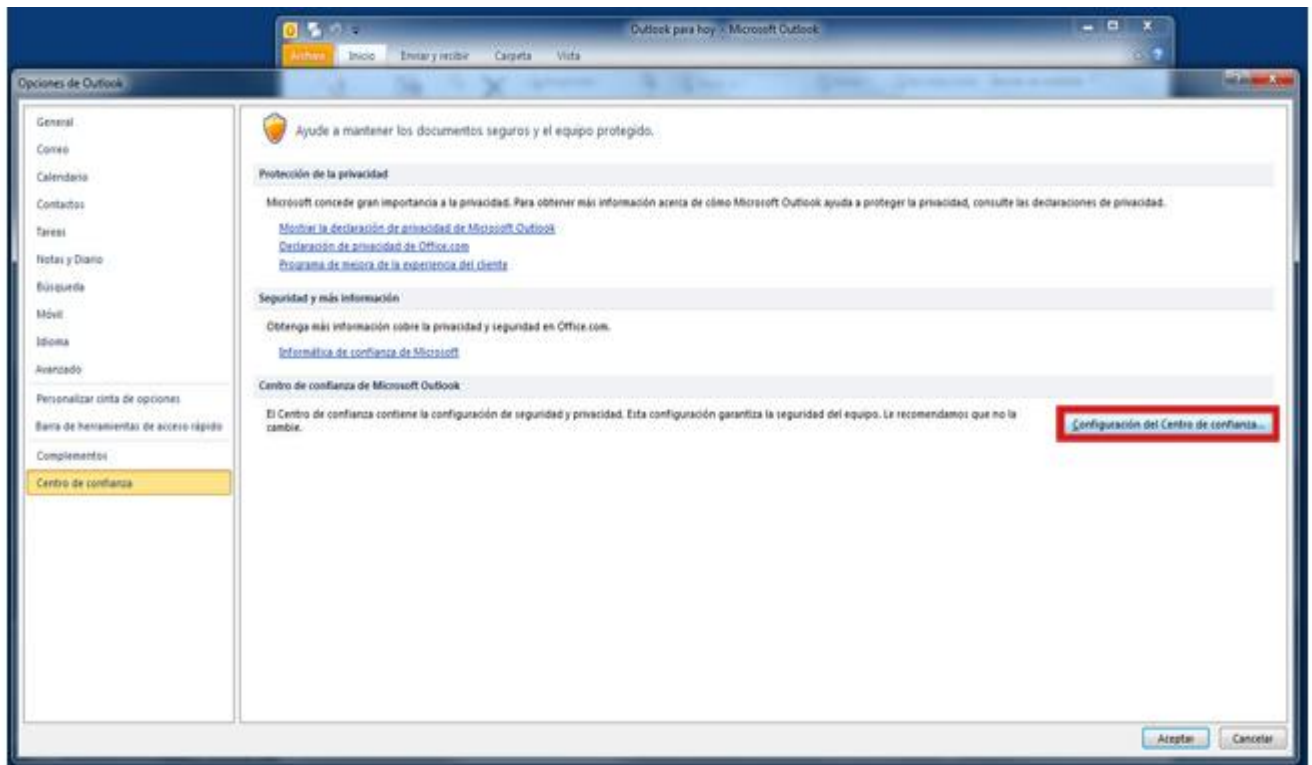 Outlook para hoy - Microsoft Outlook
Archivo Inicio Enviar y recibir Carpeta Vista
Opciones de Outlook
General
Correo
Calendario
Contactos
Tareas
Notas y Diario
Búsqueda
Móvil
Idioma
Avanzado
Personalizar cinta de opciones
Barra de herramientas de acceso rápido
Complementos
Centro de confianza
Ayude a mantener los documentos seguros y el equipo protegido.
Protección de la privacidad
Microsoft concede gran importancia a la privacidad. Para obtener más información acerca de cómo Microsoft Outlook ayuda a proteger la privacidad, consulte las declaraciones de privacidad.
Mostrar la declaración de privacidad de Microsoft Outlook
Declaración de privacidad de Office.com
Programa de mejora de la experiencia del cliente
Seguridad y más información
Obtenga más información sobre la privacidad y seguridad en Office.com.
Informática de confianza de Microsoft
Centro de confianza de Microsoft Outlook
El Centro de confianza contiene la configuración de seguridad y privacidad. Esta configuración garantiza la seguridad del equipo. Le recomendamos que no la
cambie.
Configuración del Centro de confianza...
Aceptar Cancelar